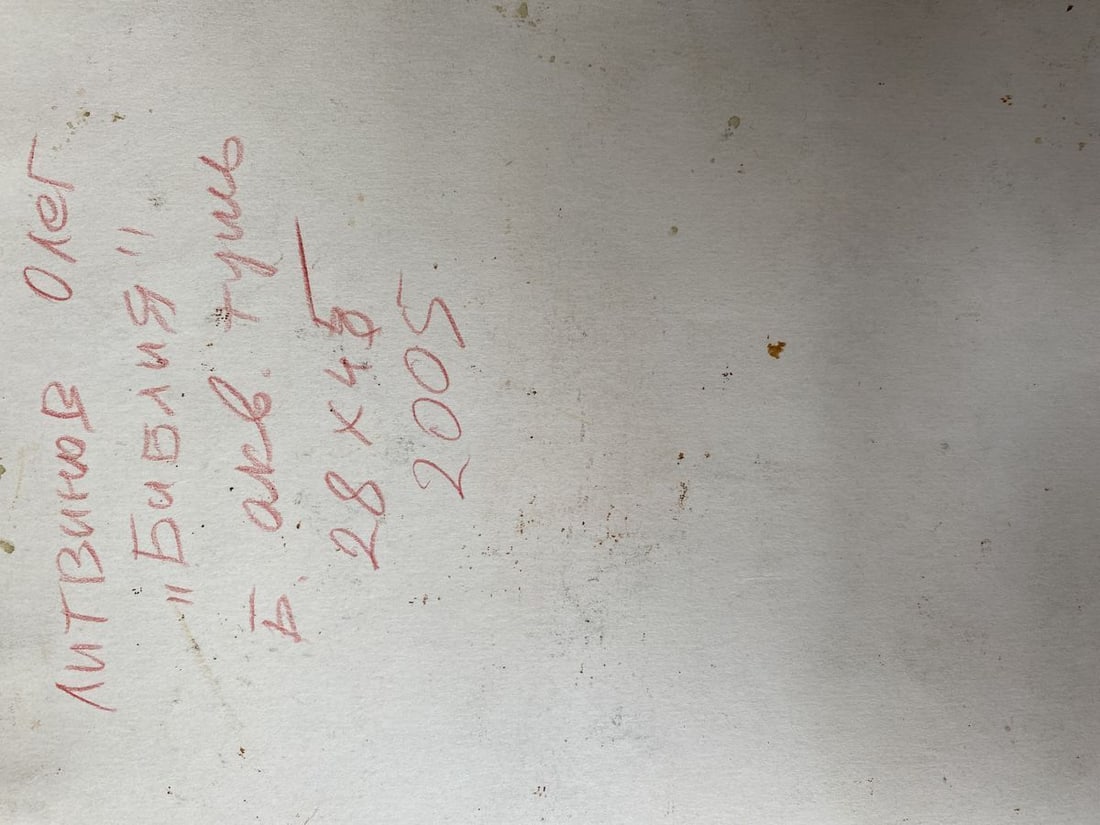 ЛИТВИНОВ ОЛЕГ
"БИБЛИЯ"
Б. акв. тушь
28 х 45
2005